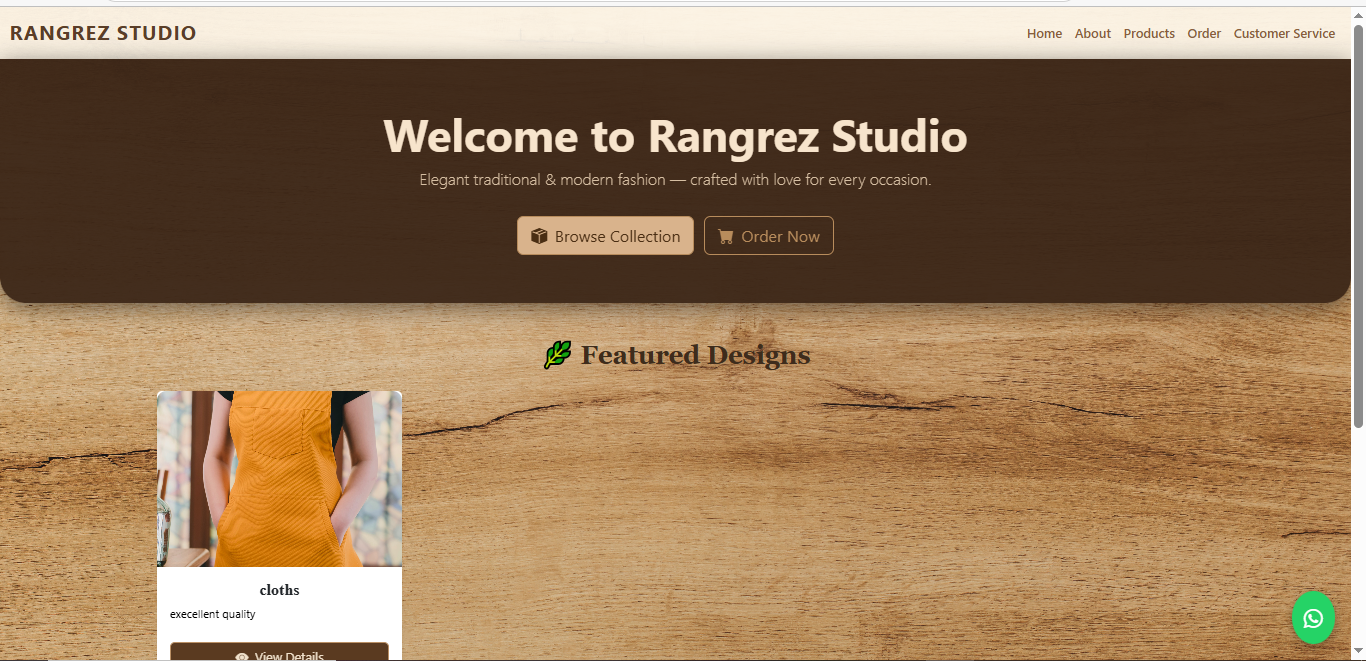 RANGREZ STUDIO
Home About Products Order Customer Service
Welcome to Rangrez Studio
Elegant traditional & modern fashion — crafted with love for every occasion.
Browse Collection Order Now
Featured Designs
cloths
execellent quality
View Details